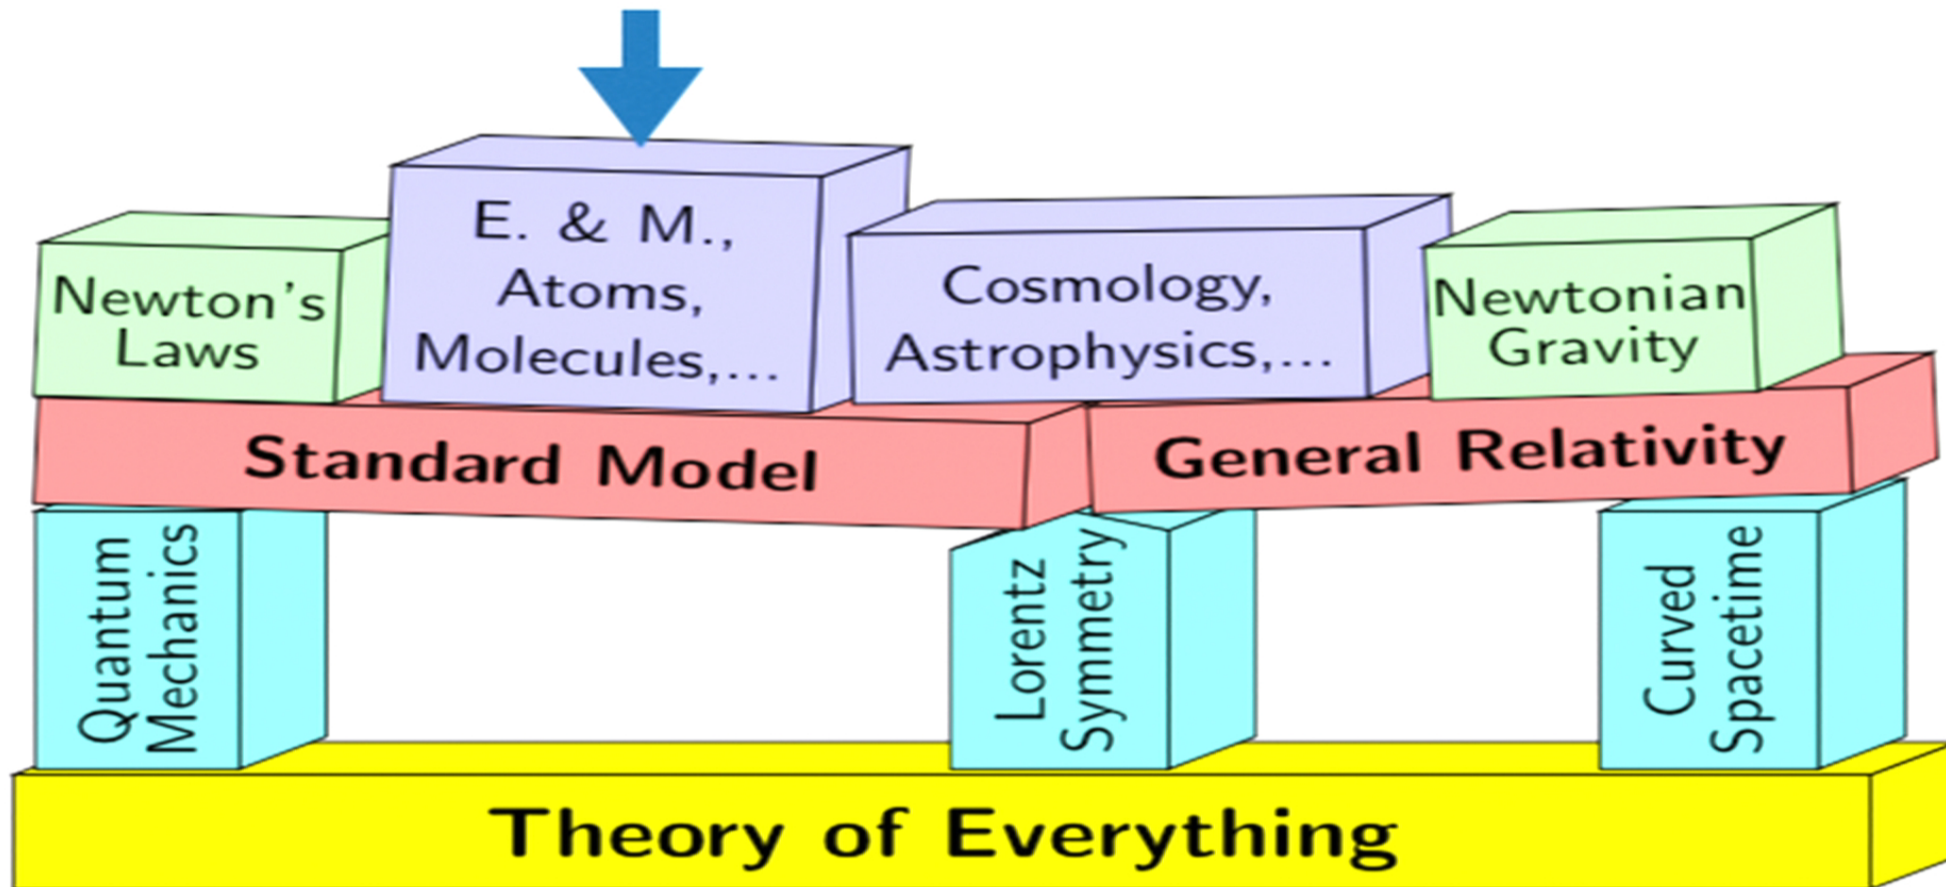 Newton's
Laws
E. & M.,
Atoms,
Molecules,...
Cosmology,
Astrophysics,...
Newtonian
Gravity
Standard Model
General Relativity
Quantum
Mechanics
Lorentz
Symmetry
Curved
Spacetime
Theory of Everything